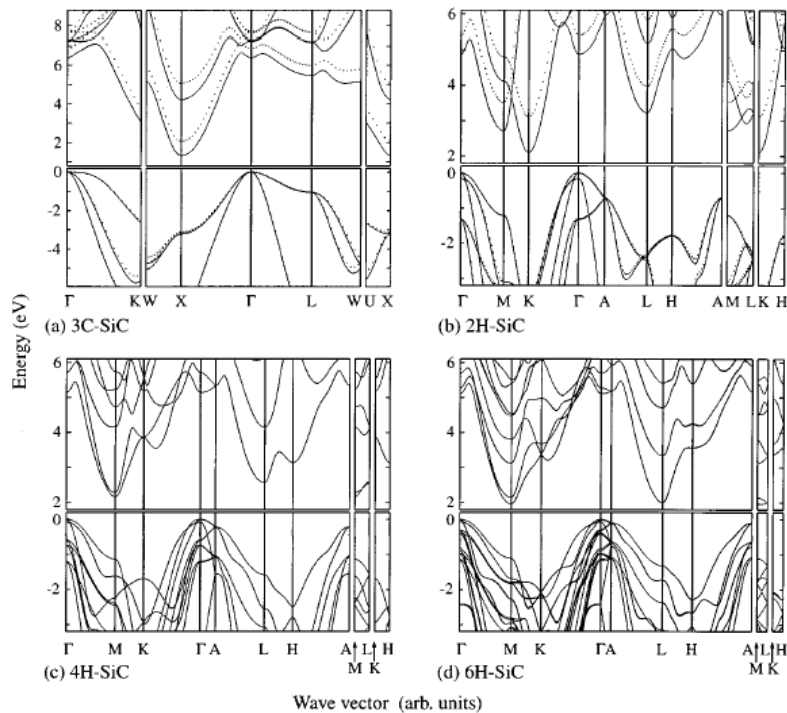 8
6
4
2
0
-2
-4
Γ K W X Γ L W U X
(a) 3C-SiC
6
4
2
0
-2
Γ M K Γ A L H A M L K H
(b) 2H-SiC
Energy (eV)
6
4
2
0
-2
Γ M K Γ A L H A L H
M K
(c) 4H-SiC
6
4
2
0
-2
Γ M K Γ A L H A L H
M K
(d) 6H-SiC
Wave vector (arb. units)